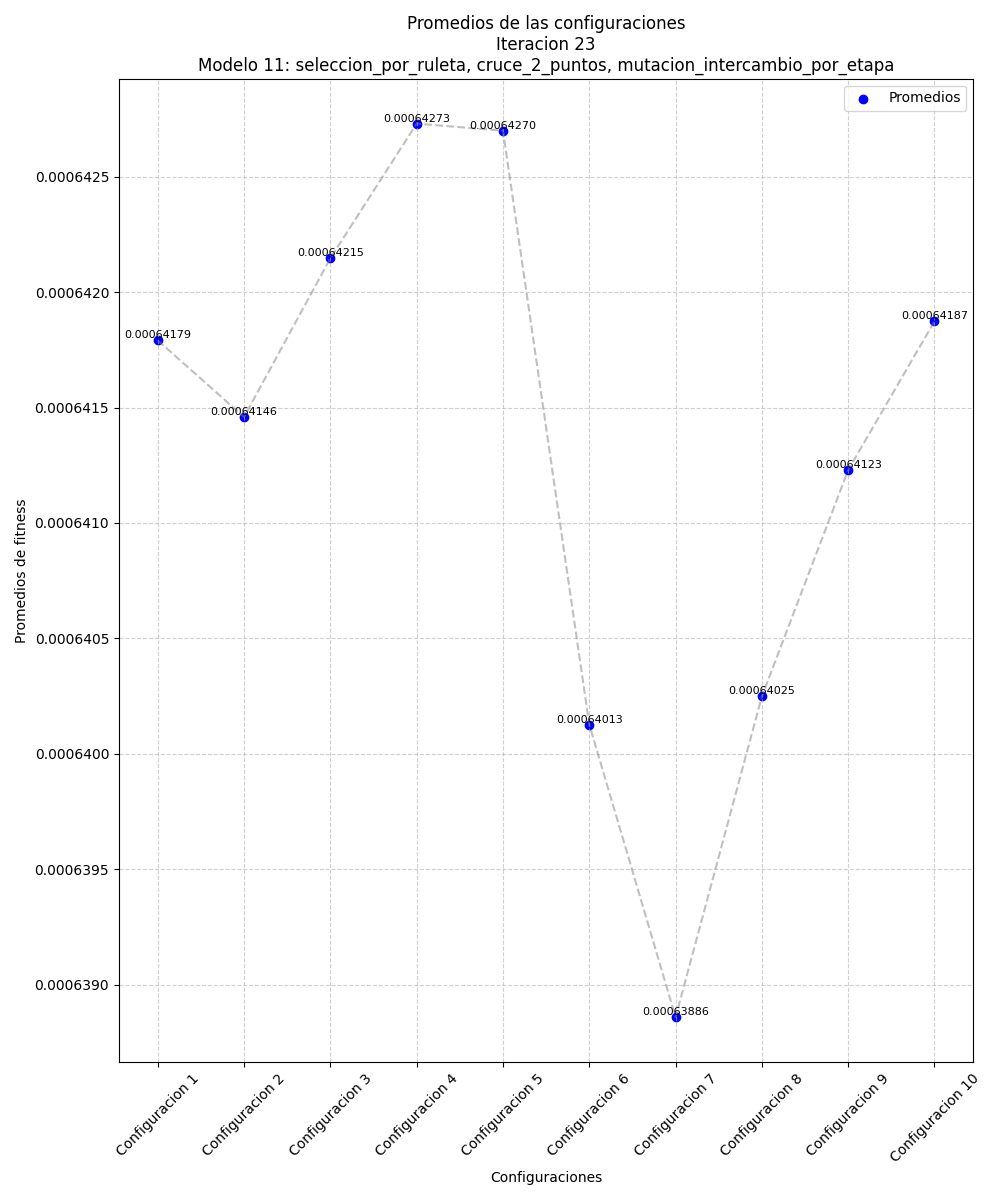 Promedios de las configuraciones
Iteracion 23
Modelo 11: seleccion_por_ruleta, cruce_2_puntos, mutacion_intercambio_por_etapa
Promedios
0.00064273
0.00064270
0.00064215
0.00064187
0.00064179
0.00064146
0.00064123
0.00064025
0.00064013
0.00063886
0.0006425
0.0006420
0.0006415
0.0006410
0.0006405
0.0006400
0.0006395
0.0006390
Promedios de fitness
Configuracion 1
Configuracion 2
Configuracion 3
Configuracion 4
Configuracion 5
Configuracion 6
Configuracion 7
Configuracion 8
Configuracion 9
Configuracion 10
Configuraciones